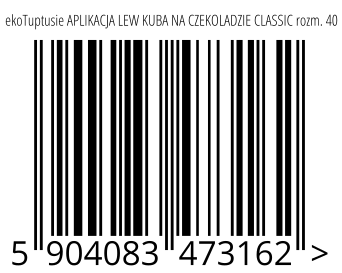 ekoTuptusie APLIKACJA LEW KUBA NA CZEKOLADZIE CLASSIC rozm. 40
5 904083 473162 >